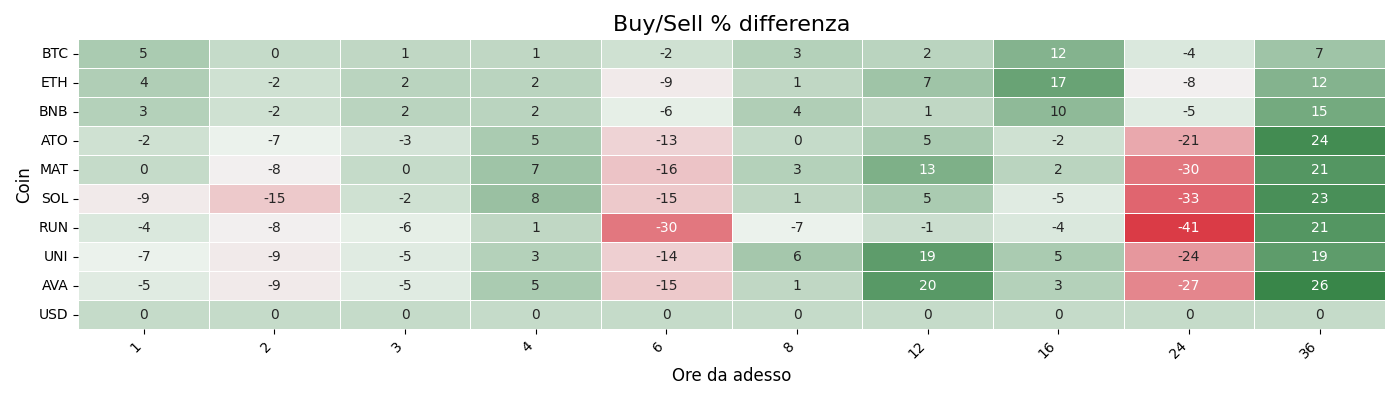 Buy/Sell % differenza
Coin
BTC 5 0 1 1 -2 3 2 12 -4 7
ETH 4 -2 2 2 -9 1 7 17 -8 12
BNB 3 -2 2 2 -6 4 1 10 -5 15
ATO -2 -7 -3 5 -13 0 5 -2 -21 24
MAT 0 -8 0 7 -16 3 13 2 -30 21
SOL -9 -15 -2 8 -15 1 5 -5 -33 23
RUN -4 -8 -6 1 -30 -7 -1 -4 -41 21
UNI -7 -9 -5 3 -14 6 19 5 -24 19
AVA -5 -9 -5 5 -15 1 20 3 -27 26
USD 0 0 0 0 0 0 0 0 0 0
1 2 3 4 6 8 12 16 24 36
Ore da adesso